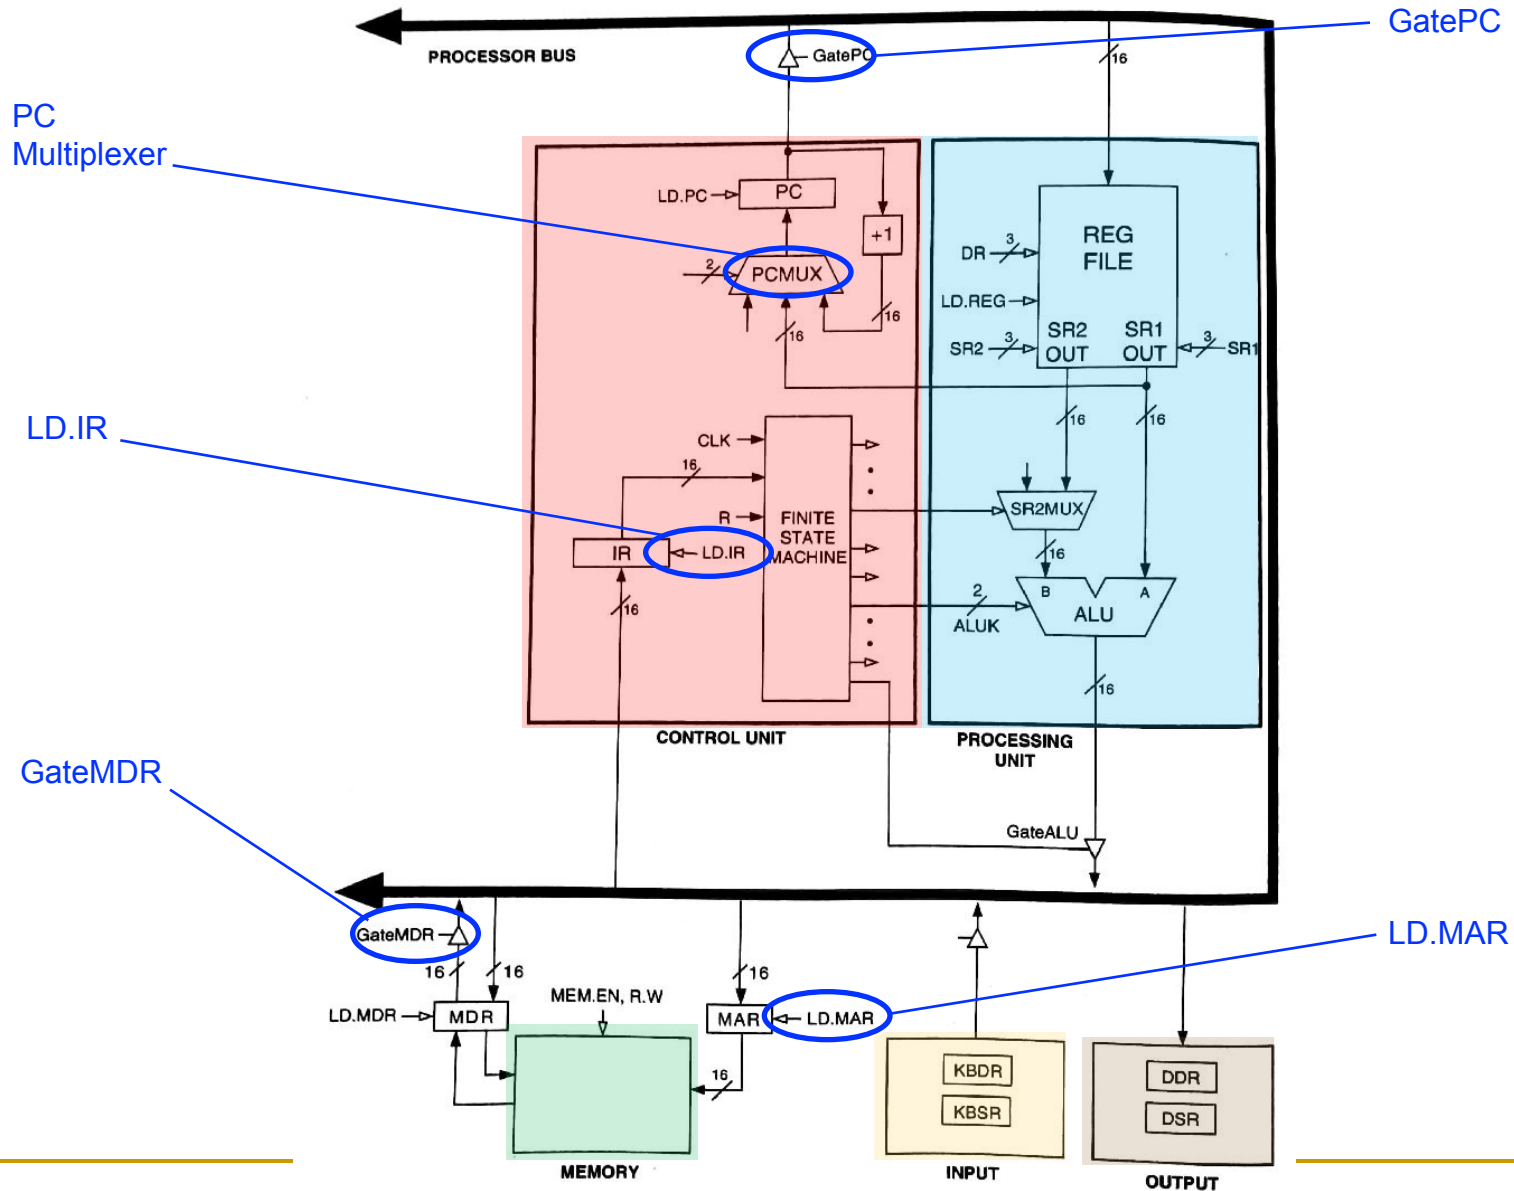 GatePC
PROCESSOR BUS
GatePC
16
PC
Multiplexer
LD.PC
PC
+1
2
PCMUX
16
16
REG
FILE
DR
3
LD.REG
SR2
3
SR2
OUT
SR1
OUT
3
SR1
16
16
LD.IR
CLK
16
R
FINITE
STATE
MACHINE
IR
LD.IR
16
SR2MUX
16
B
A
ALU
2
ALUK
16
CONTROL UNIT
PROCESSING
UNIT
GateMDR
GateALU
GateMDR
16
16
16
LD.MAR
LD.MDR
MDR
MEM.EN, R.W
MAR
LD.MAR
16
KBDR
KBSR
DDR
DSR
MEMORY
INPUT
OUTPUT